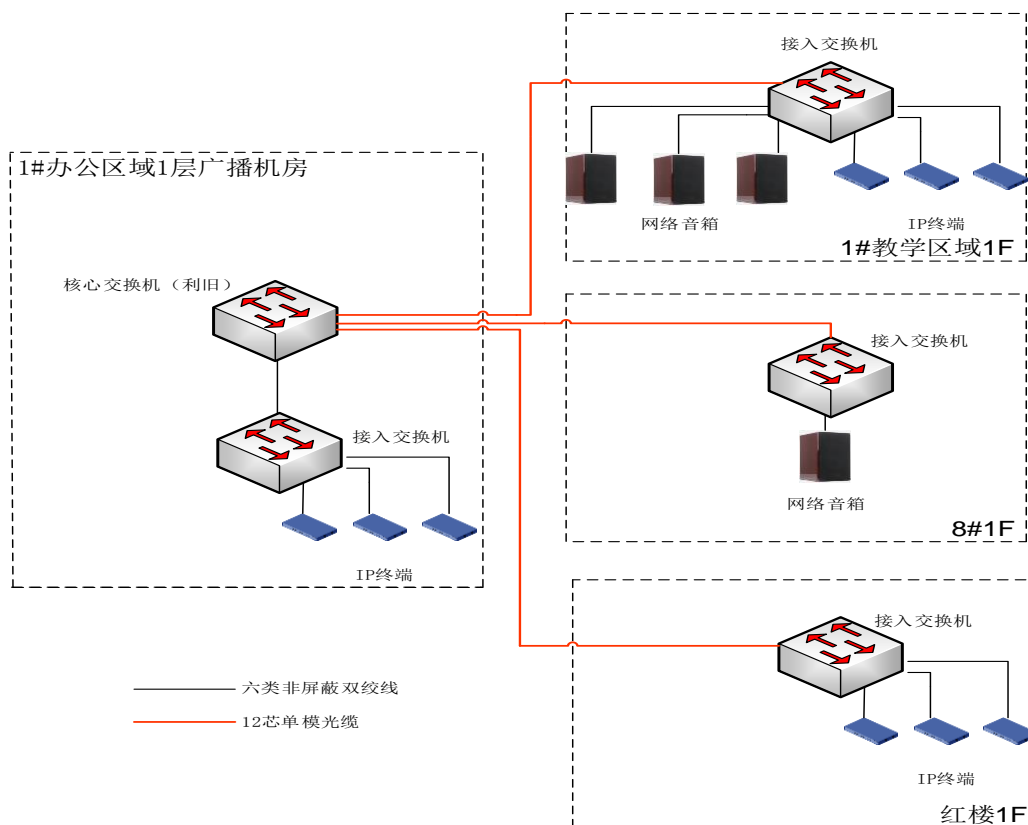 1#办公区域1层广播机房
核心交换机（利旧）
接入交换机
IP终端
接入交换机
网络音箱
IP终端
1#教学区域1F
接入交换机
网络音箱
8#1F
接入交换机
IP终端
红楼1F
六类非屏蔽双绞线
12芯单模光缆